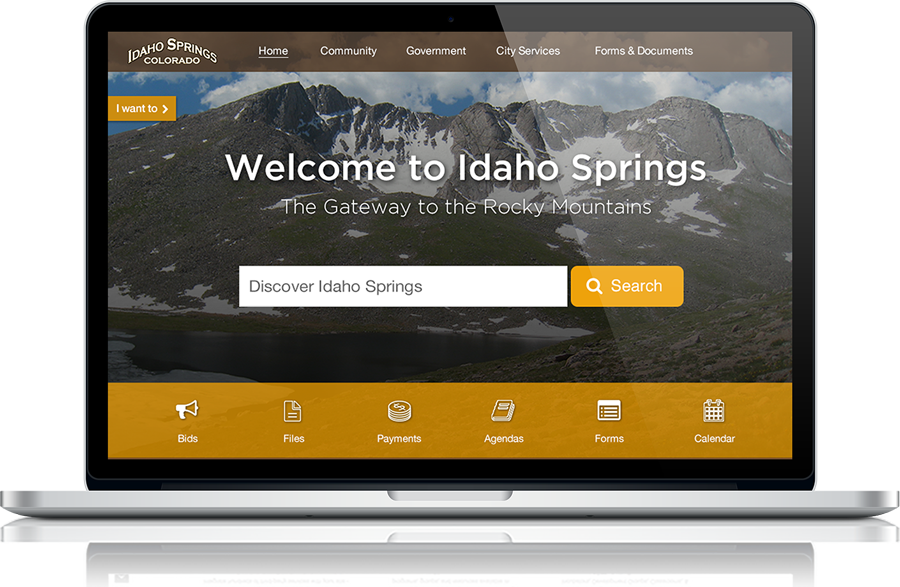 IDAHO SPRINGS
COLORADO
Home Community Government City Services Forms & Documents
I want to
Welcome to Idaho Springs
The Gateway to the Rocky Mountains
Discover Idaho Springs
Search
Bids Files Payments Agendas Forms Calendar